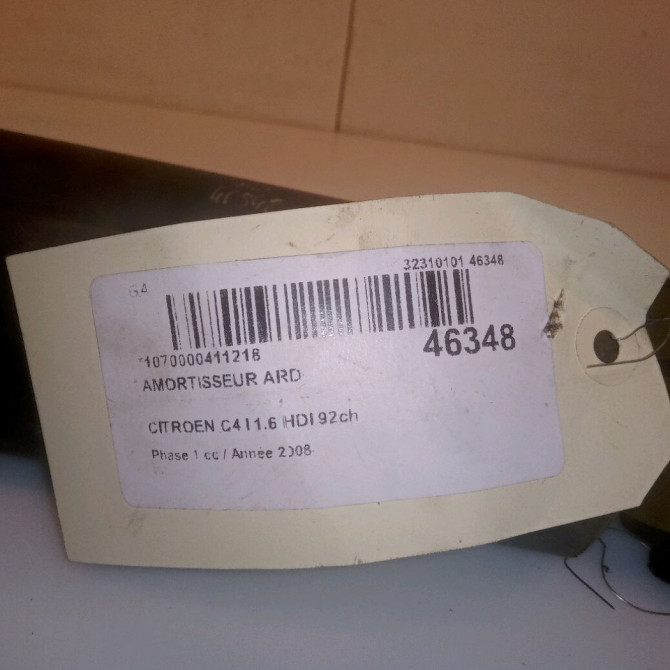 GA
32310101 46348
*1070000411218
46348
AMORTISSEUR ARD
CITROEN C4 I 1.6 HDI 92ch
Phase 1 cc / Année 2008